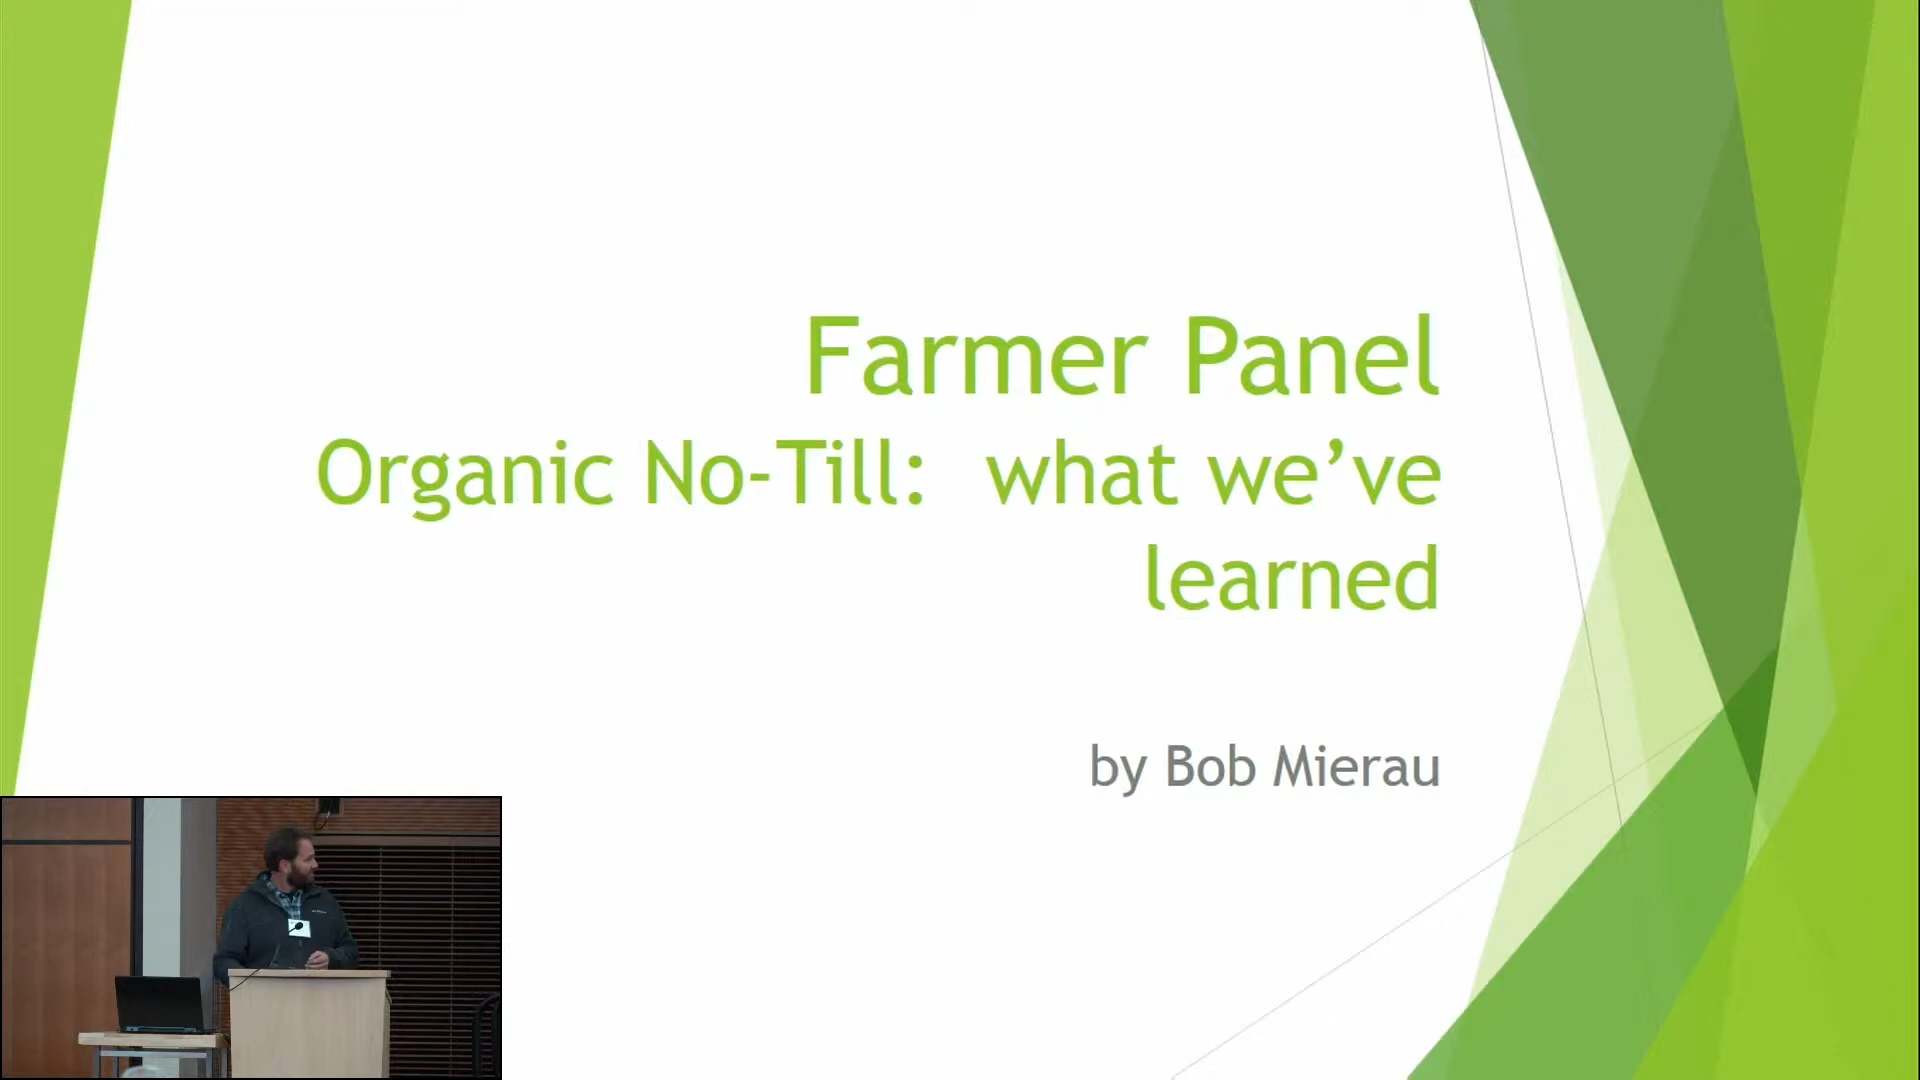 Farmer Panel
Organic No-Till:  what we’ve
learned
by Bob Mierau